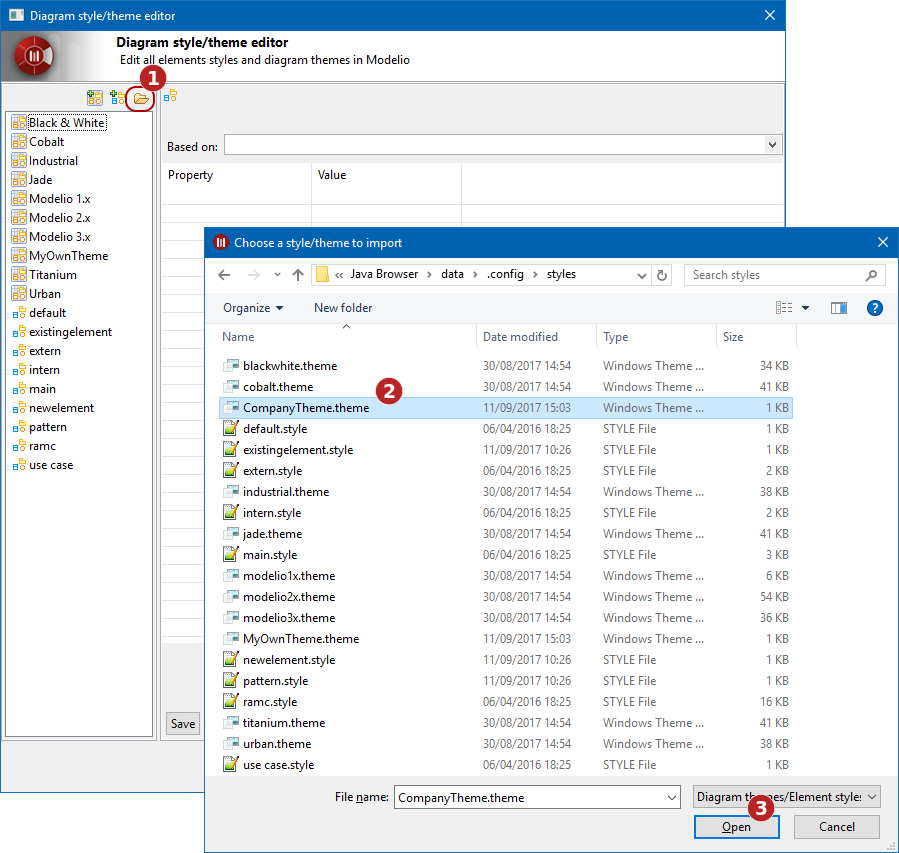 Diagram style/theme editor
Diagram style/theme editor
Edit all elements styles and diagram themes in Modelio
1
Black & White
Cobalt
Industrial
Jade
Modelio 1.x
Modelio 2.x
Modelio 3.x
MyOwnTheme
Titanium
Urban
default
existingelement
extern
intern
main
newelement
pattern
ramc
use case
Based on:
Property Value
Save
Choose a style/theme to import
« Java Browser › data › .config › styles
Search styles
Organize New folder
?
Name Date modified Type Size
blackwhite.theme 30/08/2017 14:54 Windows Theme ... 34 KB
cobalt.theme 30/08/2017 14:54 Windows Theme ... 41 KB
2
CompanyTheme.theme 11/09/2017 15:03 Windows Theme ... 1 KB
default.style 06/04/2016 18:25 STYLE File 1 KB
existingelement.style 11/09/2017 10:26 STYLE File 1 KB
extern.style 06/04/2016 18:25 STYLE File 2 KB
industrial.theme 30/08/2017 14:54 Windows Theme ... 38 KB
intern.style 06/04/2016 18:25 STYLE File 2 KB
jade.theme 30/08/2017 14:54 Windows Theme ... 41 KB
main.style 06/04/2016 18:25 STYLE File 3 KB
modelio1x.theme 30/08/2017 14:54 Windows Theme ... 6 KB
modelio2x.theme 30/08/2017 14:54 Windows Theme ... 54 KB
modelio3x.theme 30/08/2017 14:54 Windows Theme ... 36 KB
MyOwnTheme.theme 11/09/2017 15:03 Windows Theme ... 1 KB
newelement.style 11/09/2017 10:26 STYLE File 1 KB
pattern.style 11/09/2017 10:26 STYLE File 1 KB
ramc.style 06/04/2016 18:25 STYLE File 16 KB
titanium.theme 30/08/2017 14:54 Windows Theme ... 41 KB
urban.theme 30/08/2017 14:54 Windows Theme ... 38 KB
use case.style 06/04/2016 18:25 STYLE File 1 KB
File name: CompanyTheme.theme
Diagram themes/Element styles
3
Open Cancel